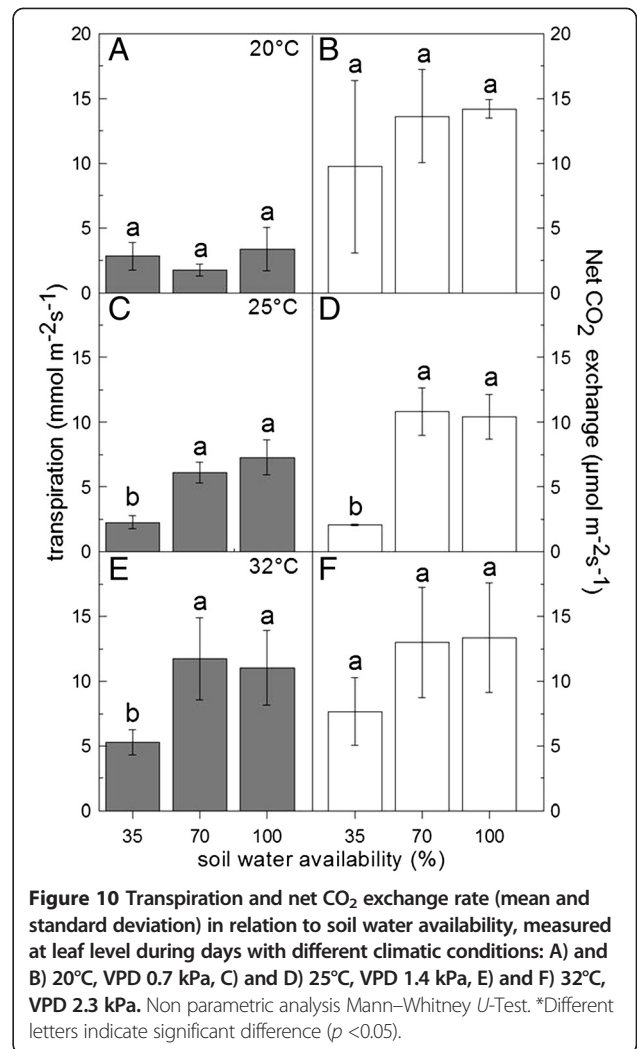 A
20°C
B
a
a
a
a
a
a
20
15
10
5
0
20
15
10
5
0
C
25°C
D
b
a
a
b
a
a
15
10
5
0
15
10
5
0
E
32°C
F
b
a
a
a
a
a
15
10
5
0
15
10
5
0
35
70
100
35
70
100
transpiration (mmol m-2s-1)
Net CO2 exchange (µmol m-2s-1)
soil water availability (%)
Figure 10 Transpiration and net CO2 exchange rate (mean and
standard deviation) in relation to soil water availability, measured
at leaf level during days with different climatic conditions: A) and
B) 20°C, VPD 0.7 kPa, C) and D) 25°C, VPD 1.4 kPa, E) and F) 32°C,
VPD 2.3 kPa. Non parametric analysis Mann–Whitney U-Test. *Different
letters indicate significant difference (p <0.05).